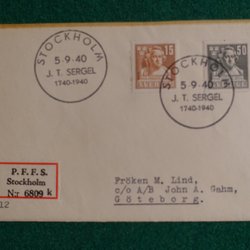 STOCKHOLM
5-9-40
J. T. SERGEL
1740-1940
15
50
STOCKHOLM
5-9-40
J. T. SERGEL
1740-1940
P. F. F. S.
Stockholm
Nr 6809 k
12
Fröken M. Lind,
c/o A/B John A. Gahm,
Göteborg.